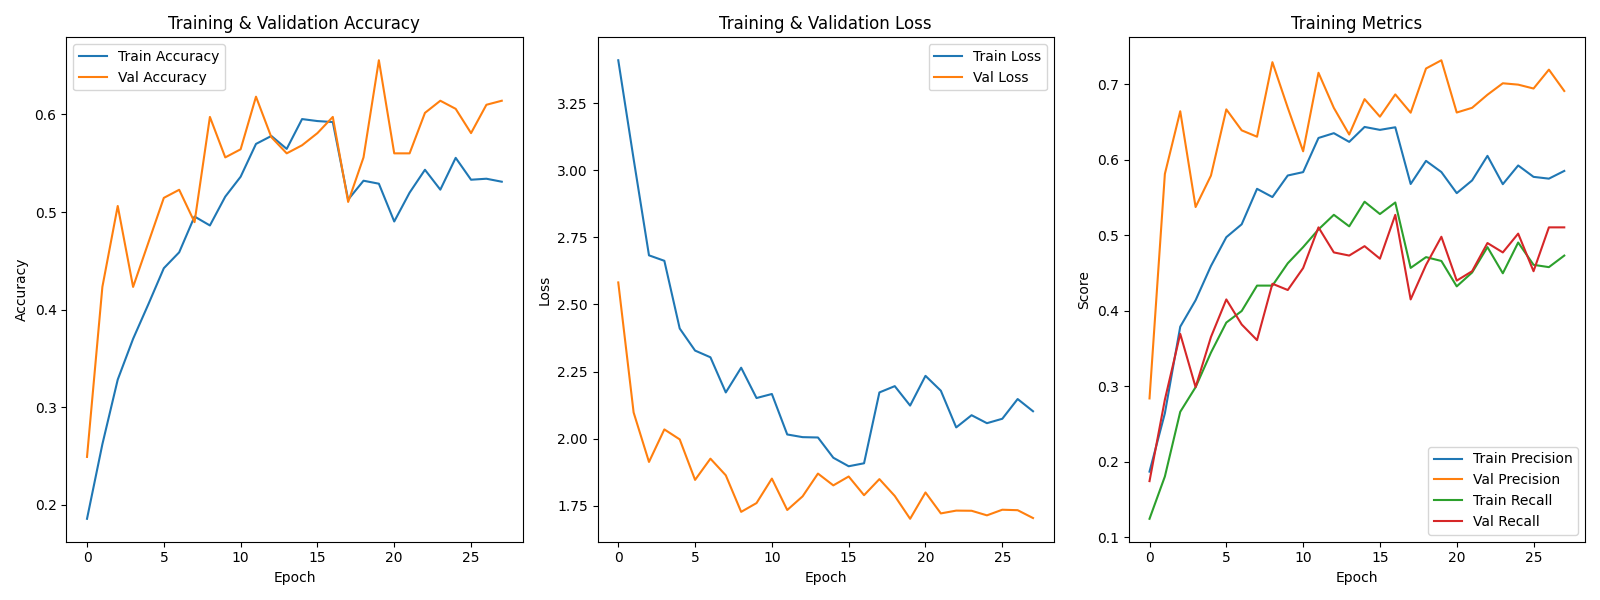 Training & Validation Accuracy
Train Accuracy
Val Accuracy
0.6
0.5
0.4
0.3
0.2
Accuracy
0 5 10 15 20 25
Epoch
Training & Validation Loss
Train Loss
Val Loss
3.25
3.00
2.75
2.50
2.25
2.00
1.75
Loss
0 5 10 15 20 25
Epoch
Training Metrics
0.7
0.6
0.5
0.4
0.3
0.2
0.1
Score
Train Precision
Val Precision
Train Recall
Val Recall
0 5 10 15 20 25
Epoch